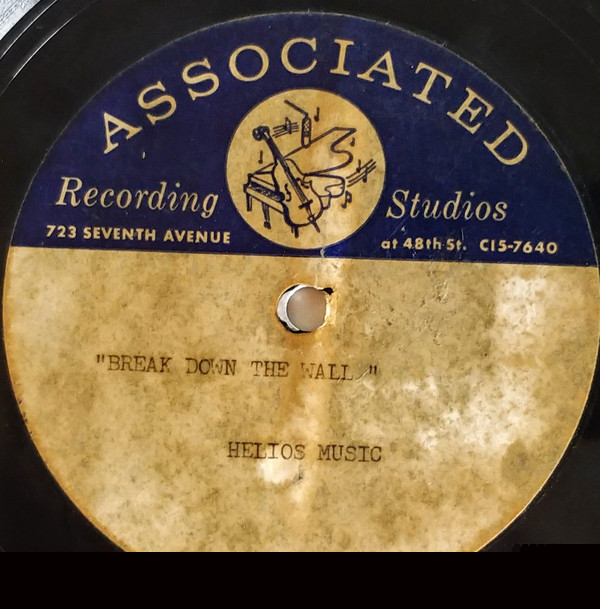 ASSOCIATED
Recording Studios
723 SEVENTH AVENUE at 48th St. CI5-7640
"BREAK DOWN THE WALL"
HELIOS MUSIC